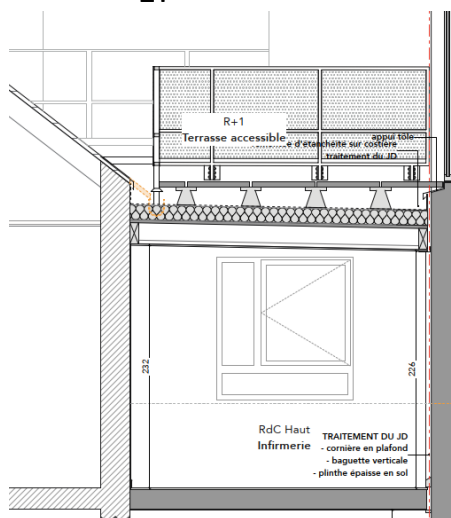 R+1
Terrasse accessible
appui tôle
d'étanchéité sur costière
traitement du JD
232
226
RdC Haut
Infirmerie
TRAITEMENT DU JD
- cornière en plafond
- baguette verticale
- plinthe épaisse en sol